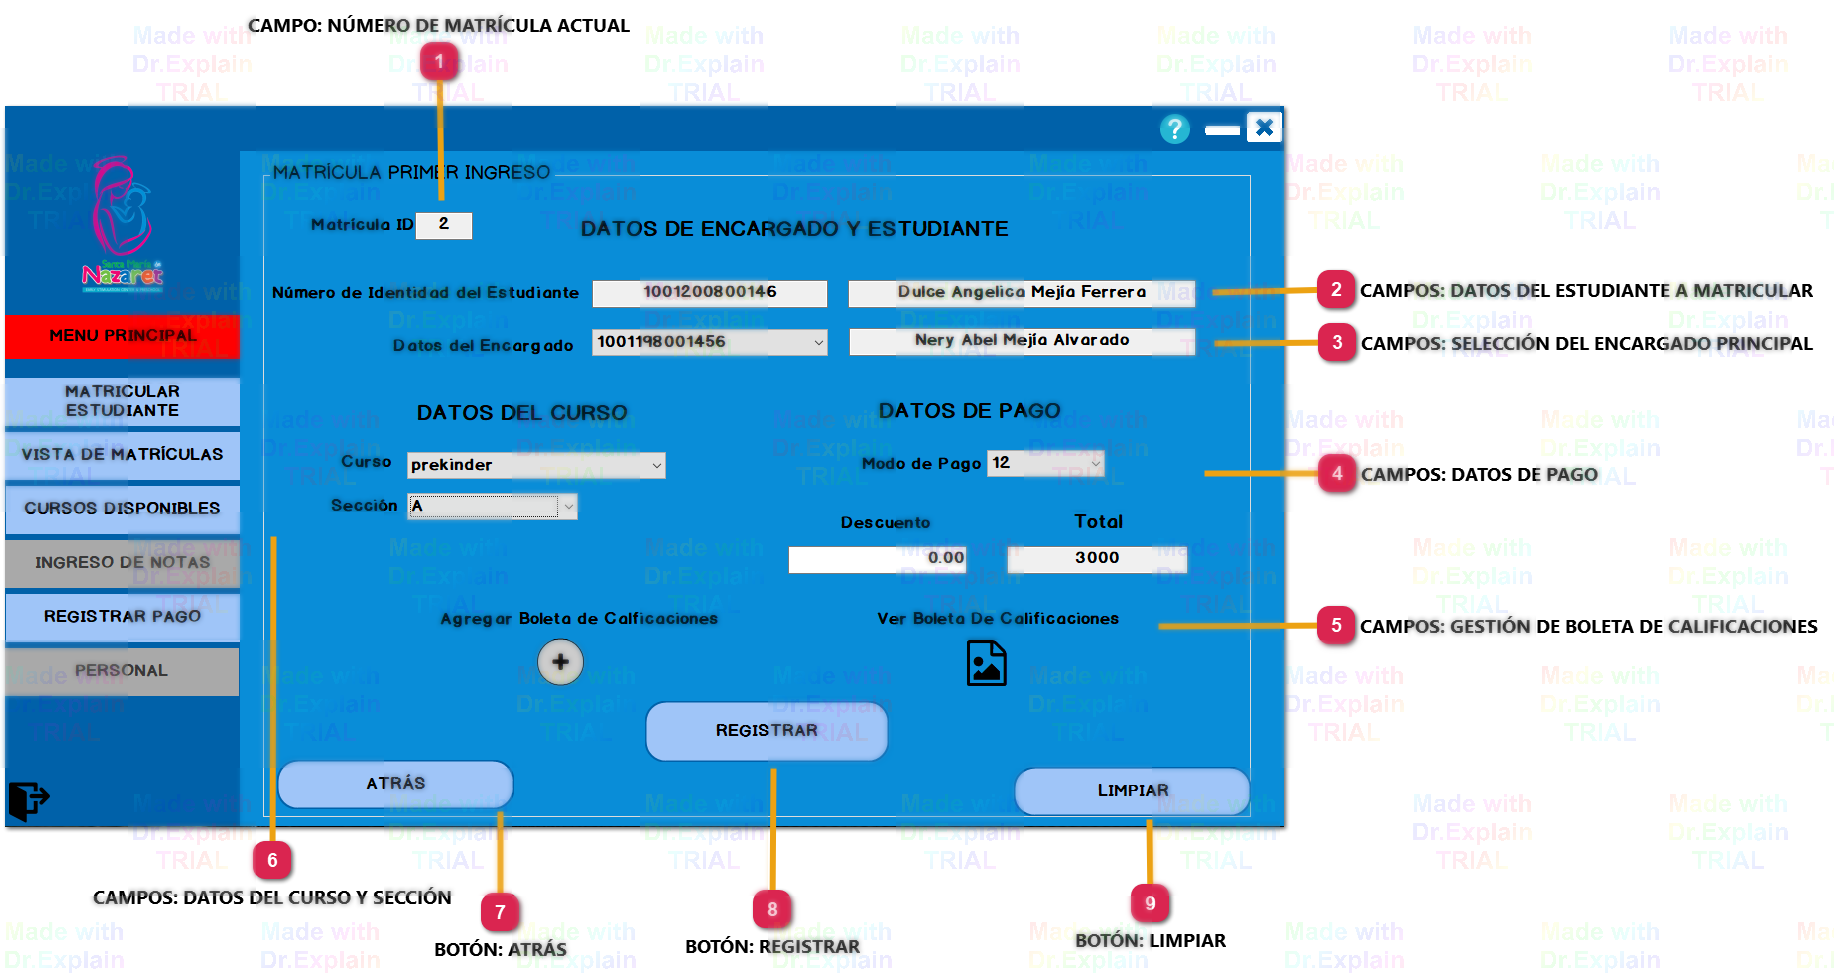 CAMPO: NÚMERO DE MATRÍCULA ACTUAL
1
?
MATRÍCULA PRIMER INGRESO
Matrícula ID 2
DATOS DE ENCARGADO Y ESTUDIANTE
Santa María de
Nazaret
Número de Identidad del Estudiante 1001200800146 Dulce Angelica Mejía Ferrera
2 CAMPOS: DATOS DEL ESTUDIANTE A MATRICULAR
Datos del Encargado 1001198001456 Nery Abel Mejía Alvarado
3 CAMPOS: SELECCIÓN DEL ENCARGADO PRINCIPAL
MENU PRINCIPAL
MATRICULAR
ESTUDIANTE
VISTA DE MATRÍCULAS
CURSOS DISPONIBLES
INGRESO DE NOTAS
REGISTRAR PAGO
PERSONAL
DATOS DEL CURSO
Curso prekinder
Sección A
DATOS DE PAGO
Modo de Pago 12
4 CAMPOS: DATOS DE PAGO
Descuento Total
0.00 3000
Agregar Boleta de Calficaciones
+
Ver Boleta De Calificaciones
5 CAMPOS: GESTIÓN DE BOLETA DE CALIFICACIONES
REGISTRAR
ATRÁS
LIMPIAR
6
CAMPOS: DATOS DEL CURSO Y SECCIÓN
7
BOTÓN: ATRÁS
8
BOTÓN: REGISTRAR
9
BOTÓN: LIMPIAR
Made with
Dr.Explain
TRIAL